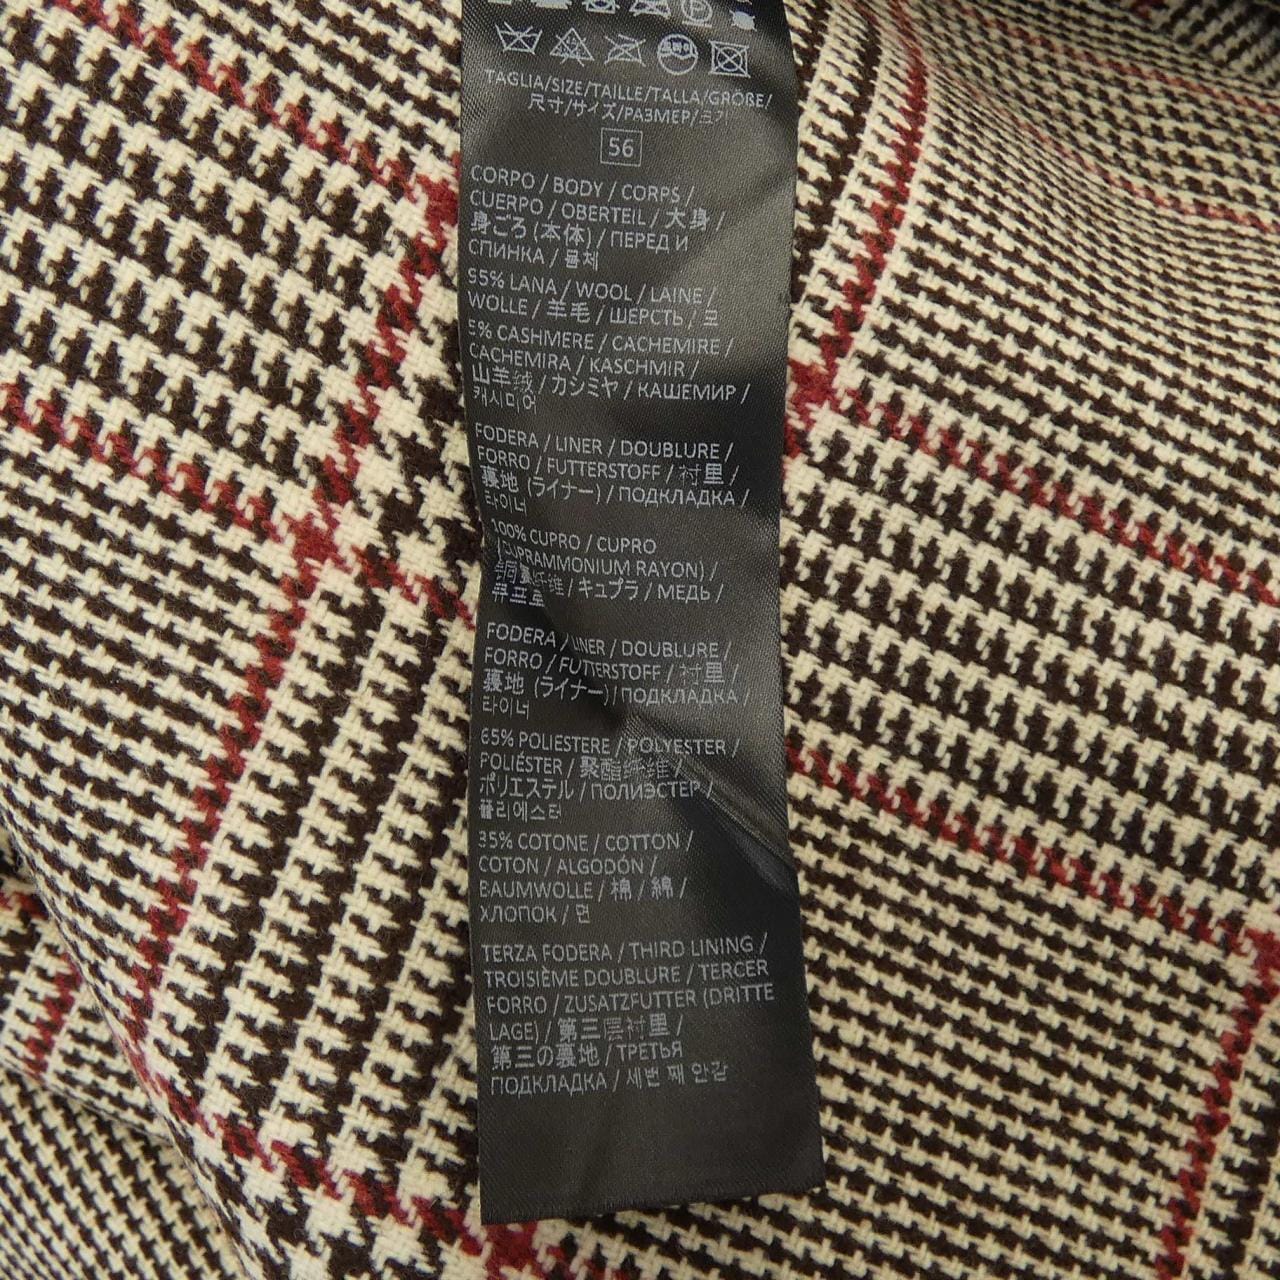 TAGLIA/SIZE/TAILLE/TALLA/GRÖßE/
尺寸/サイズ/РАЗМЕР/크기
56
CORPO / BODY / CORPS /
CUERPO / OBERTEIL / 大身 /
身ごろ (本体) / ПЕРЕД И
СПИНКА / 몸체
95% LANA / WOOL / LAINE /
WOLLE / 羊毛 / ШЕРСТЬ / 모
5% CASHMERE / CACHEMIRE /
CACHEMIRA / KASCHMIR /
山羊绒 / カシミヤ / КАШЕМИР /
캐시미어
FODERA / LINER / DOUBLURE /
FORRO / FUTTERSTOFF / 衬里 /
裏地 (ライナー) / ПОДКЛАДКА /
라이너
100% CUPRO / CUPRO
(CUPRAMMONIUM RAYON) /
铜氨纤维 / キュプラ / МЕДЬ /
큐프로
FODERA / LINER / DOUBLURE /
FORRO / FUTTERSTOFF / 衬里 /
裏地 (ライナー) / ПОДКЛАДКА /
라이너
65% POLIESTERE / POLYESTER /
POLIÉSTER / 聚酯纤维 /
ポリエステル / ПОЛИЭСТЕР /
폴리에스터
35% COTONE / COTTON /
COTON / ALGODÓN /
BAUMWOLLE / 棉 / 綿 /
ХЛОПОК / 면
TERZA FODERA / THIRD LINING /
TROISIÈME DOUBLURE / TERCER
FORRO / ZUSATZFUTTER (DRITTE
LAGE) / 第三层衬里 /
第三の裏地 / ТРЕТЬЯ
ПОДКЛАДКА / 세번 째 안감